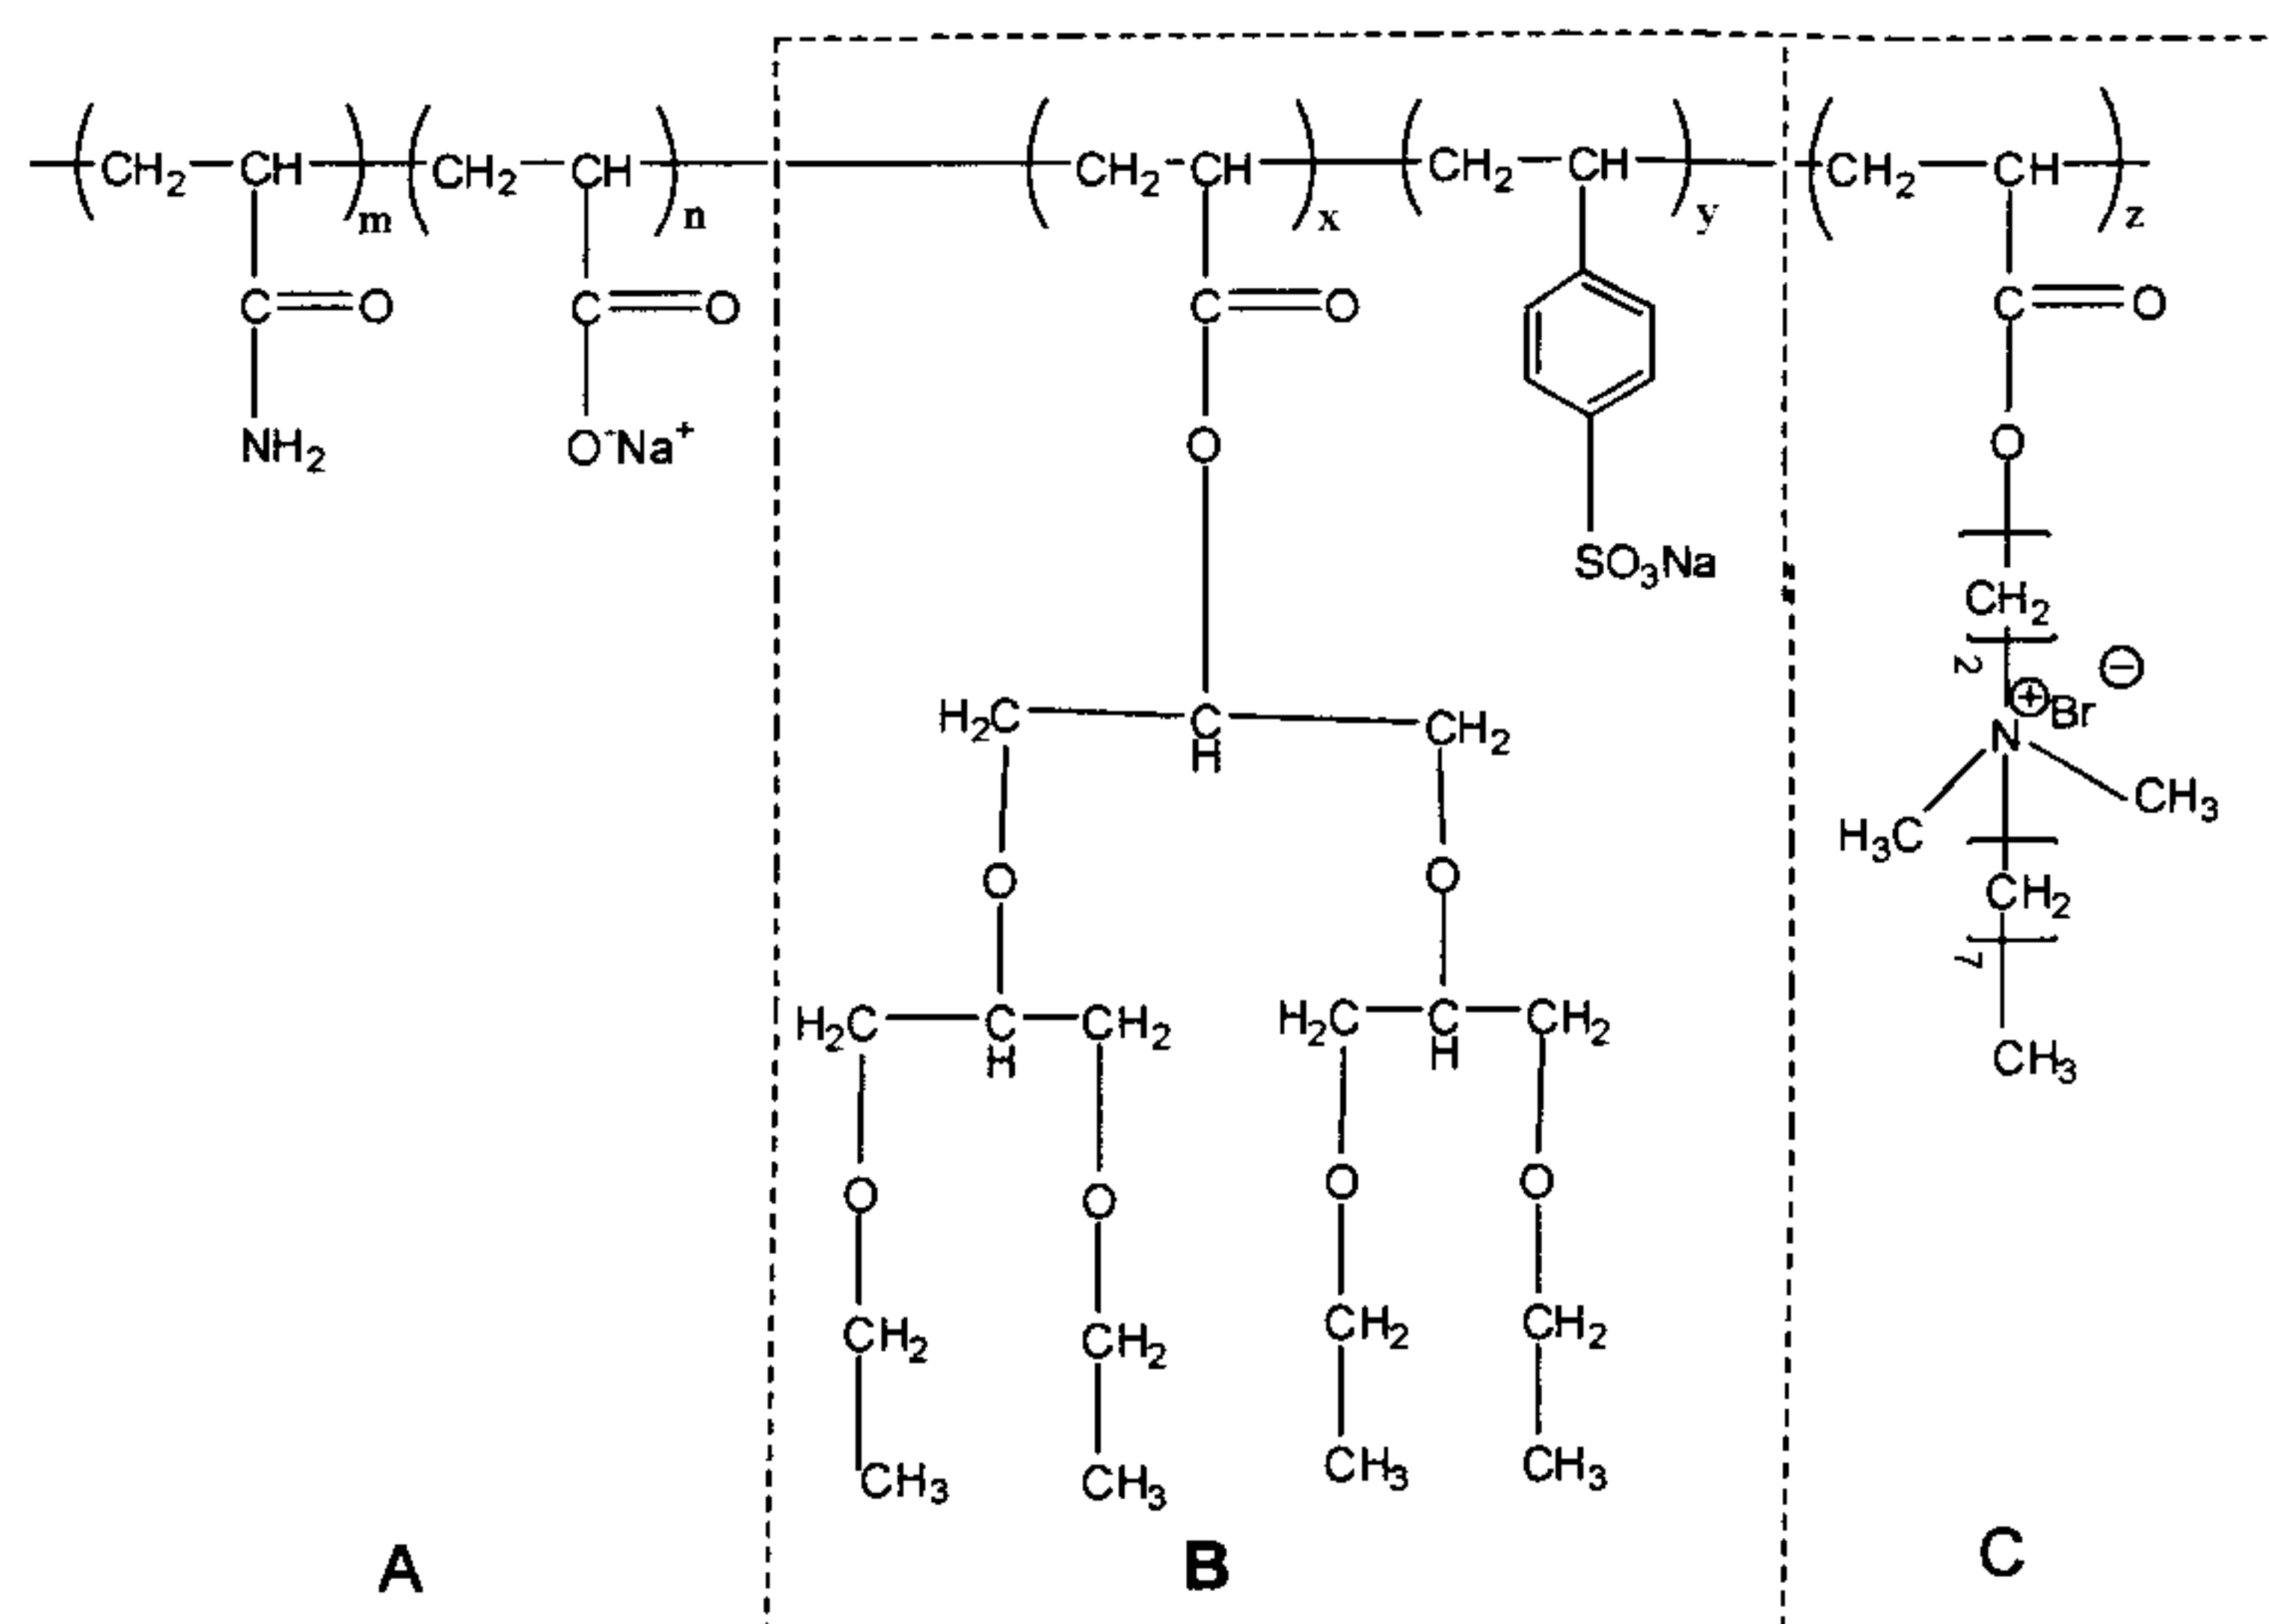 CH2 CH m CH2 CH n CH2 CH x CH2 CH y CH2 CH z
C O C O C O C O
NH2 O-Na+ O O
SO3Na
CH2
2 ⊖
⊕ Br
H2C C CH2 N
H
H3C CH3
O O CH2
7
H2C C CH2 H2C C CH2 CH3
H H
O O O O
CH2 CH2 CH2 CH2
CH3 CH3 CH3 CH3
A B C